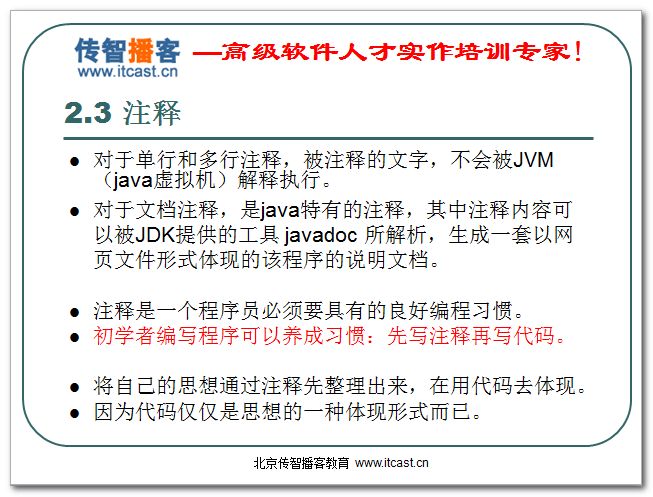 传智播客 —高级软件人才实作培训专家!
www.itcast.cn
2.3 注释
● 对于单行和多行注释，被注释的文字，不会被JVM
（java虚拟机）解释执行。
● 对于文档注释，是java特有的注释，其中注释内容可
以被JDK提供的工具 javadoc 所解析，生成一套以网
页文件形式体现的该程序的说明文档。
● 注释是一个程序员必须要具有的良好编程习惯。
● 初学者编写程序可以养成习惯：先写注释再写代码。
● 将自己的思想通过注释先整理出来，在用代码去体现。
● 因为代码仅仅是思想的一种体现形式而已。
北京传智播客教育 www.itcast.cn